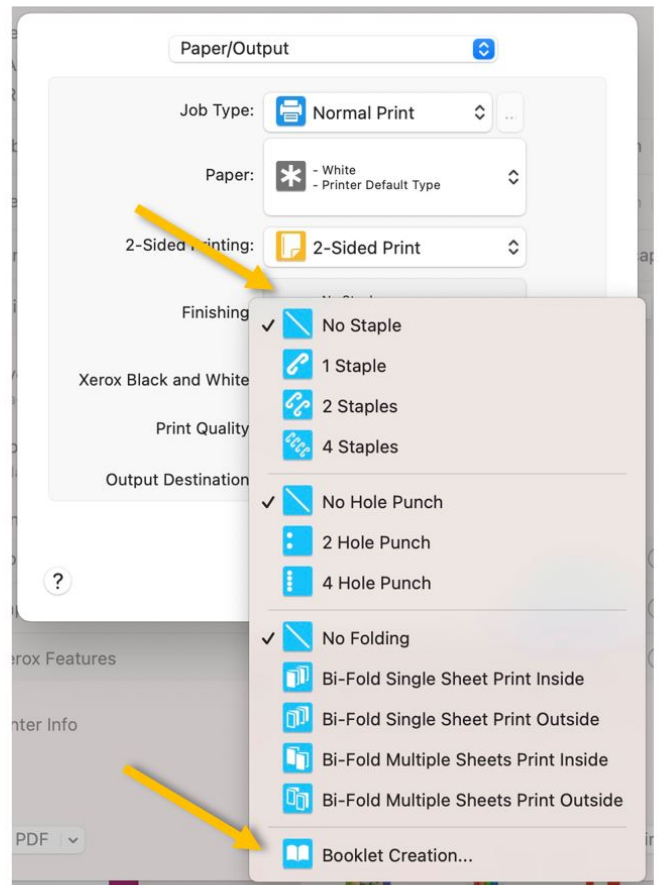 Paper/Output
Job Type: Normal Print ...
Paper: - White
- Printer Default Type
2-Sided Printing: 2-Sided Print
Finishing
No Staple
1 Staple
Xerox Black and White
2 Staples
Print Quality
4 Staples
Output Destination
No Hole Punch
2 Hole Punch
?
4 Hole Punch
No Folding
Features
Bi-Fold Single Sheet Print Inside
Bi-Fold Single Sheet Print Outside
Info
Bi-Fold Multiple Sheets Print Inside
Bi-Fold Multiple Sheets Print Outside
PDF
Booklet Creation...